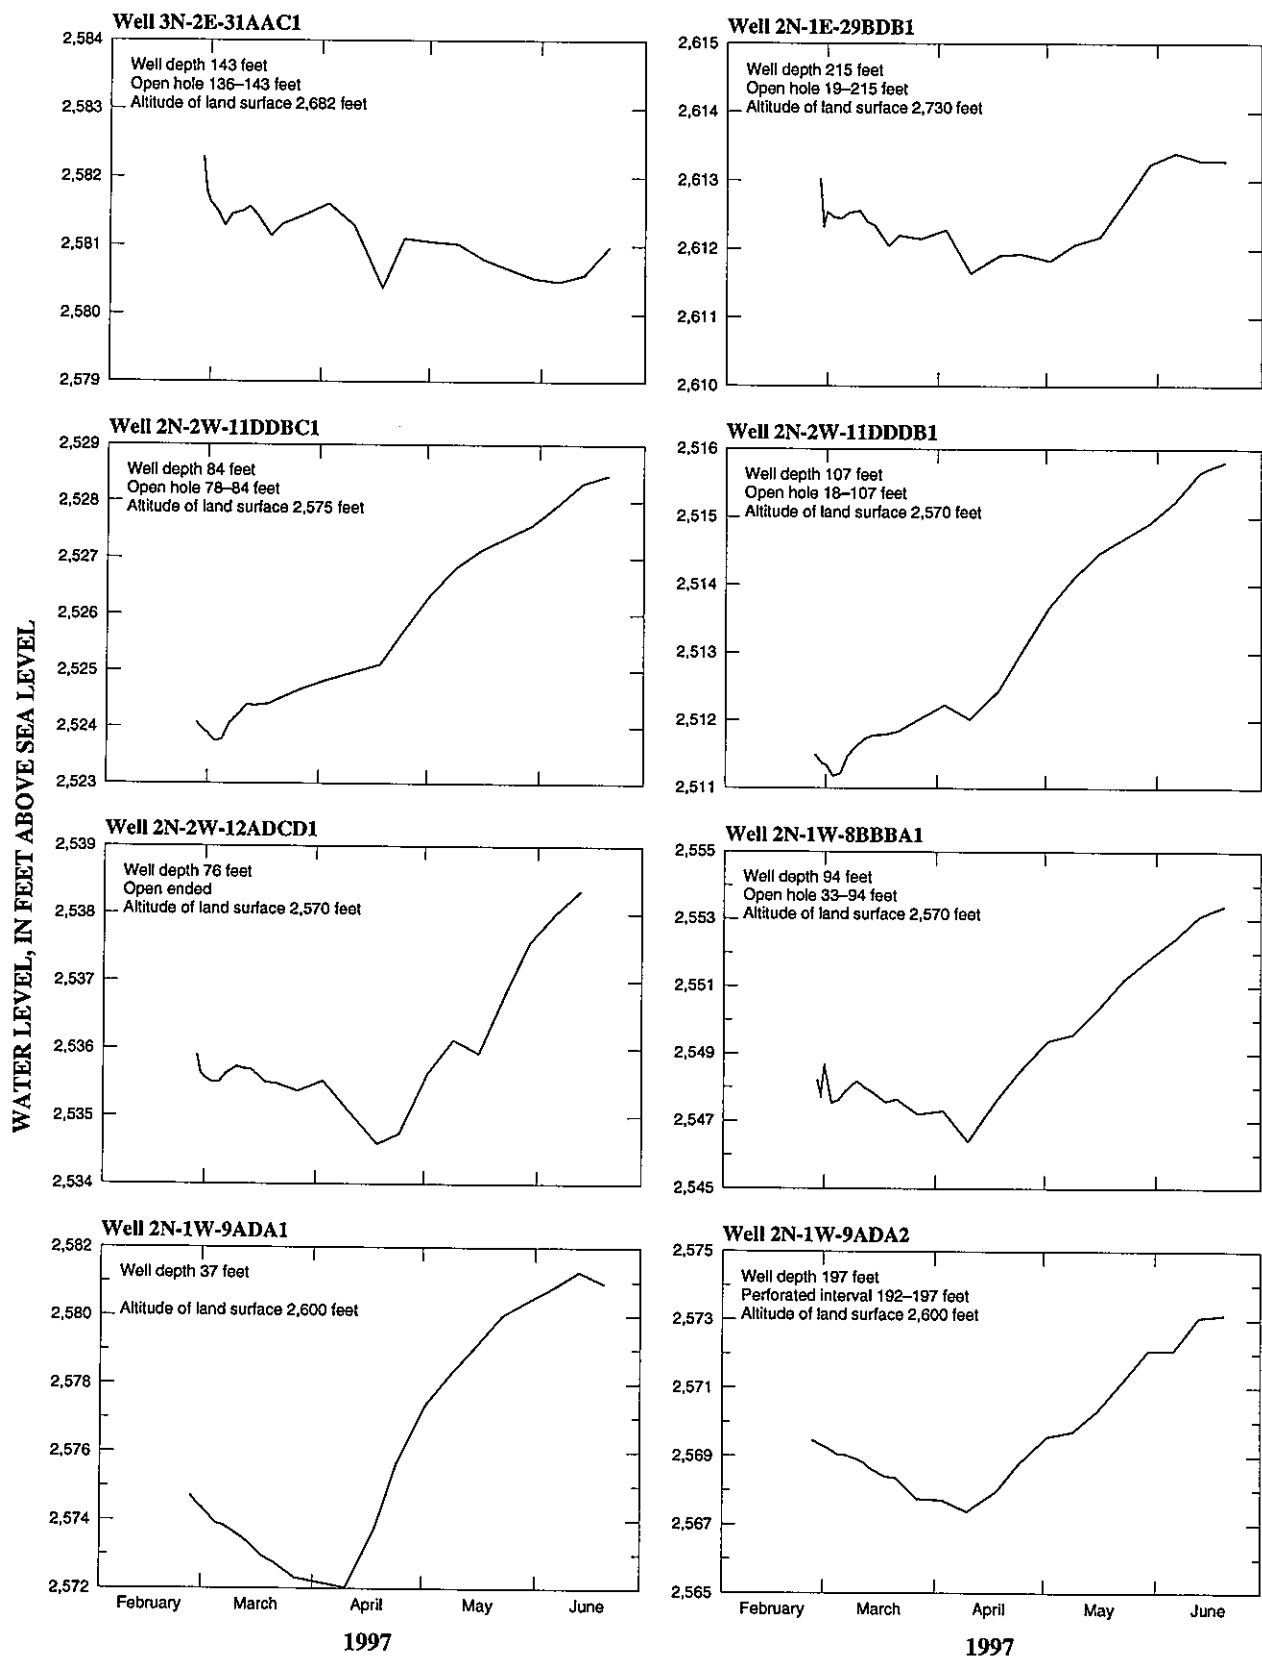 WATER LEVEL, IN FEET ABOVE SEA LEVEL
Well 3N-2E-31AAC1
Well depth 143 feet
Open hole 136–143 feet
Altitude of land surface 2,682 feet
2,584
2,583
2,582
2,581
2,580
2,579
Well 2N-1E-29BDB1
Well depth 215 feet
Open hole 19–215 feet
Altitude of land surface 2,730 feet
2,615
2,614
2,613
2,612
2,611
2,610
Well 2N-2W-11DDBC1
Well depth 84 feet
Open hole 78–84 feet
Altitude of land surface 2,575 feet
2,529
2,528
2,527
2,526
2,525
2,524
2,523
Well 2N-2W-11DDDB1
Well depth 107 feet
Open hole 18–107 feet
Altitude of land surface 2,570 feet
2,516
2,515
2,514
2,513
2,512
2,511
Well 2N-2W-12ADCD1
Well depth 76 feet
Open ended
Altitude of land surface 2,570 feet
2,539
2,538
2,537
2,536
2,535
2,534
Well 2N-1W-8BBBA1
Well depth 94 feet
Open hole 33–94 feet
Altitude of land surface 2,570 feet
2,555
2,553
2,551
2,549
2,547
2,545
Well 2N-1W-9ADA1
Well depth 37 feet
Altitude of land surface 2,600 feet
2,582
2,580
2,578
2,576
2,574
2,572
February March April May June
1997
Well 2N-1W-9ADA2
Well depth 197 feet
Perforated interval 192–197 feet
Altitude of land surface 2,600 feet
2,575
2,573
2,571
2,569
2,567
2,565
February March April May June
1997